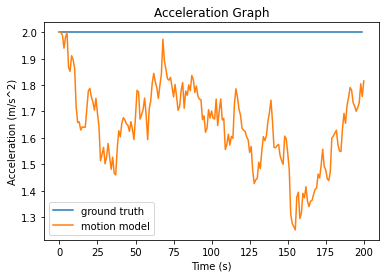 Acceleration Graph
Acceleration (m/s^2)
2.0
1.9
1.8
1.7
1.6
1.5
1.4
1.3
ground truth
motion model
0 25 50 75 100 125 150 175 200
Time (s)